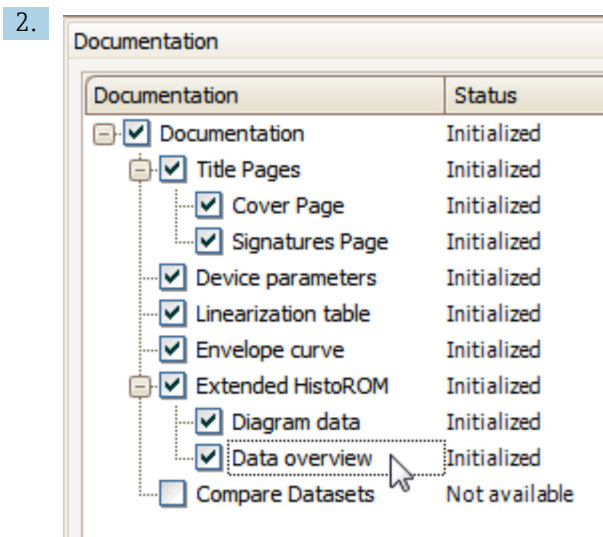 2.
Documentation
Documentation Status
Documentation Initialized
Title Pages Initialized
Cover Page Initialized
Signatures Page Initialized
Device parameters Initialized
Linearization table Initialized
Envelope curve Initialized
Extended HistoROM Initialized
Diagram data Initialized
Data overview Initialized
Compare Datasets Not available